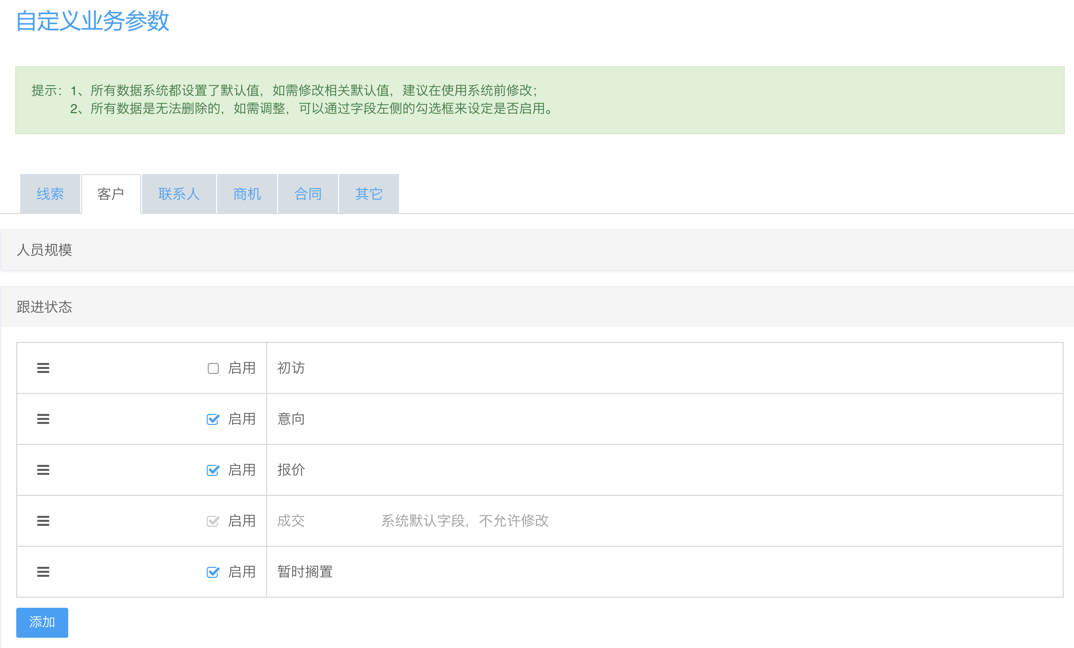 自定义业务参数
提示：1、所有数据系统都设置了默认值，如需修改相关默认值，建议在使用系统前修改；
2、所有数据是无法删除的，如需调整，可以通过字段左侧的勾选框来设定是否启用。
线索 客户 联系人 商机 合同 其它
人员规模
跟进状态
启用 初访
启用 意向
启用 报价
启用 成交 系统默认字段，不允许修改
启用 暂时搁置
添加